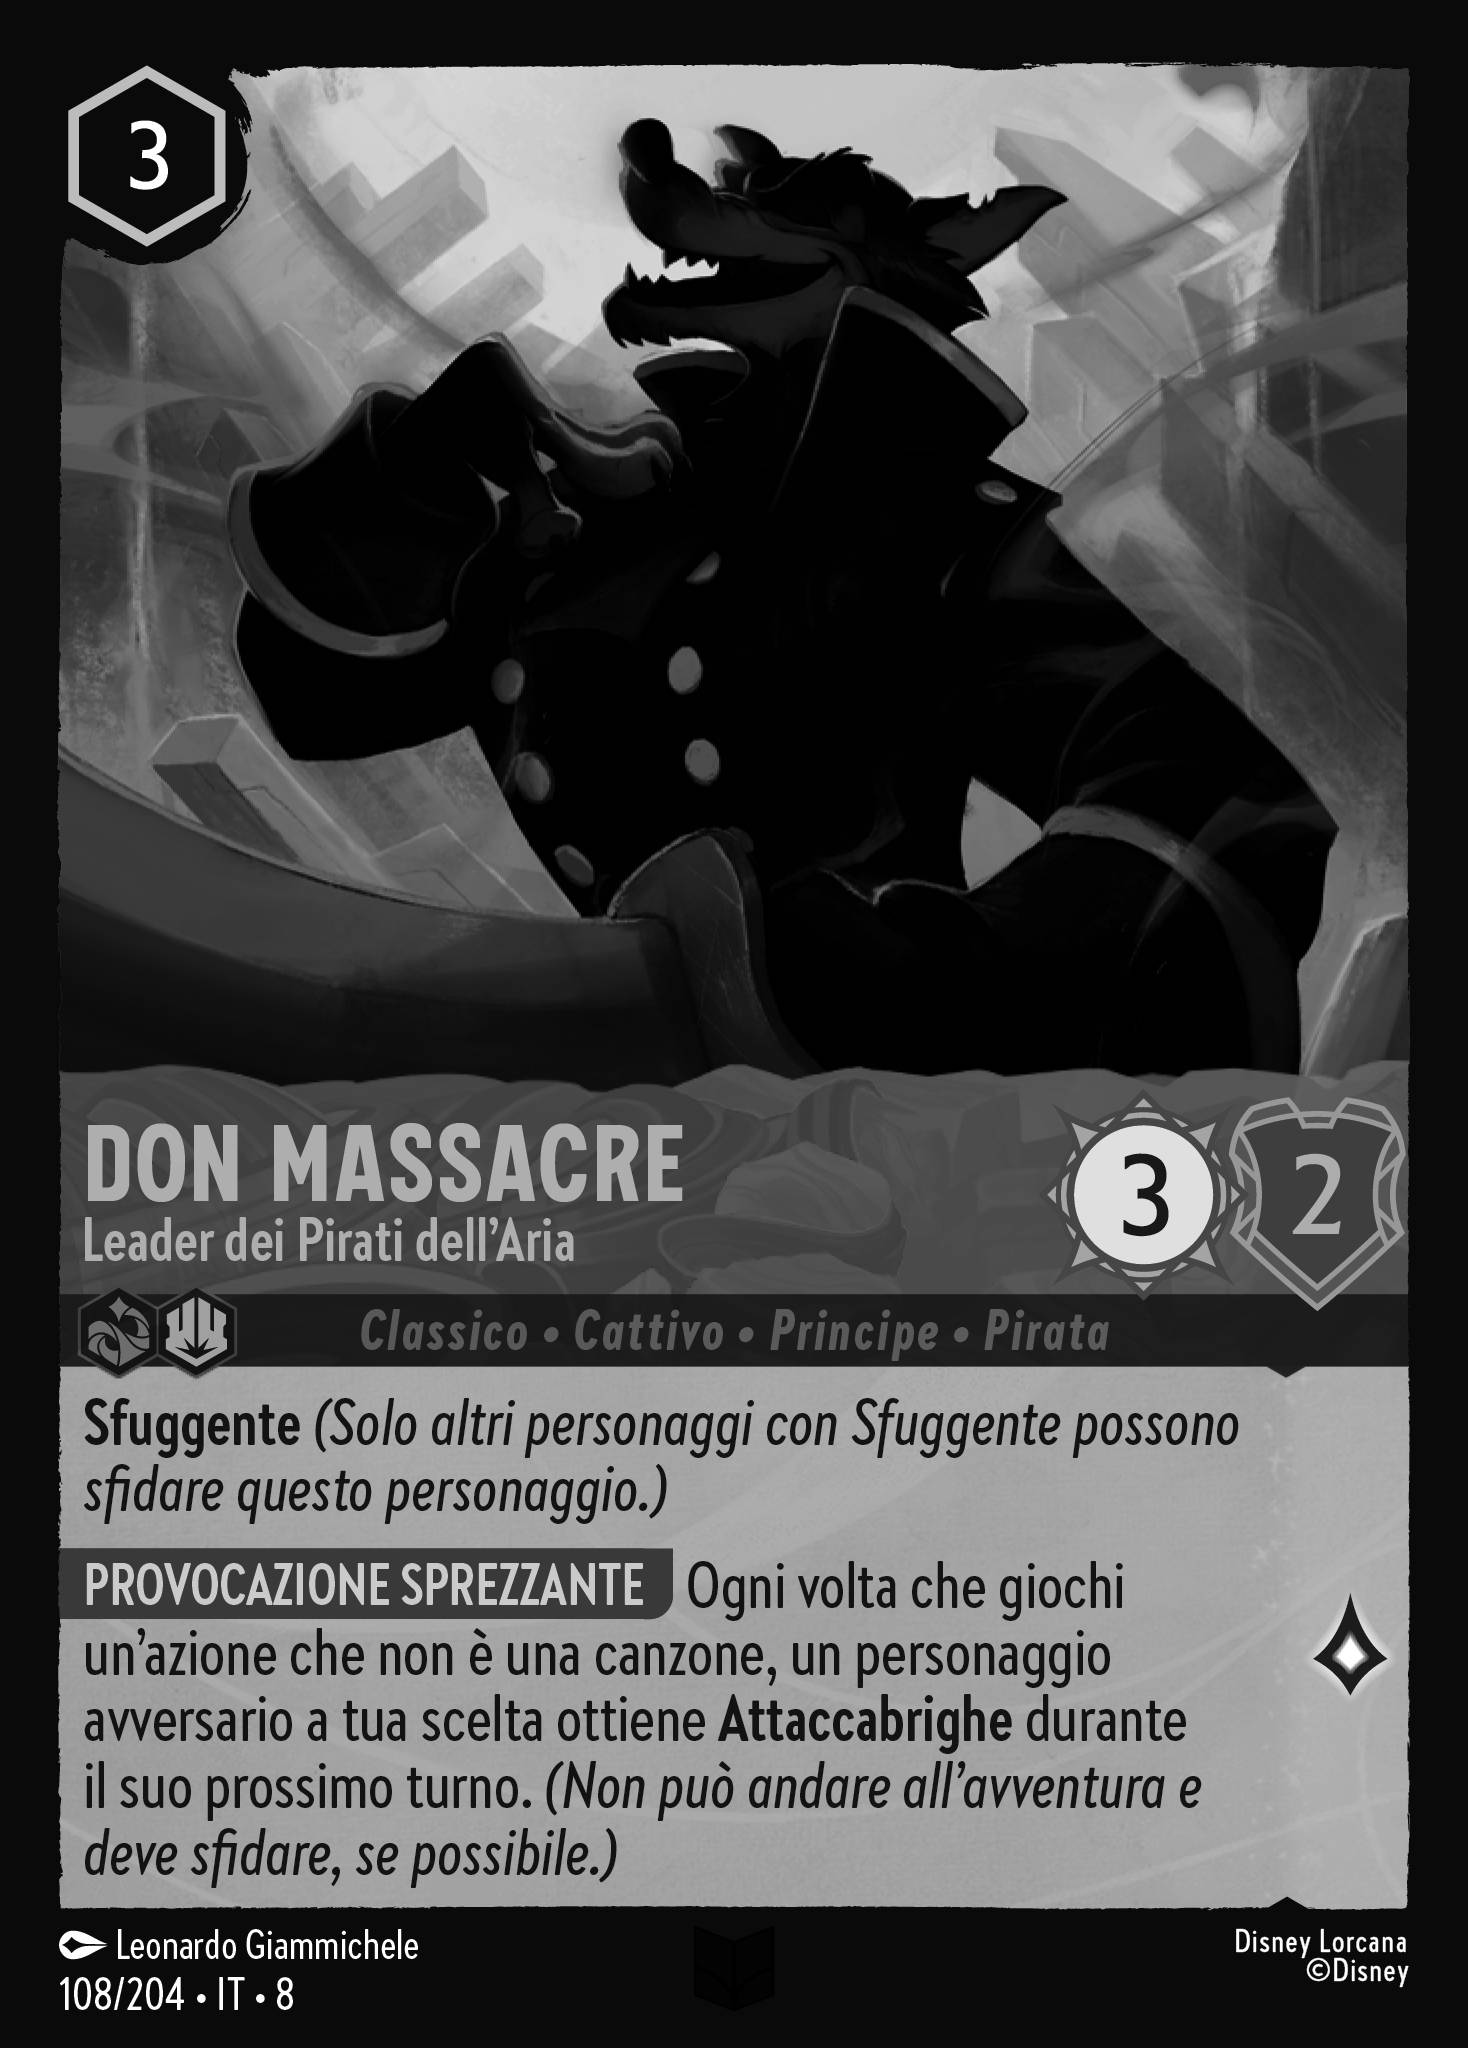 3
DON MASSACRE
Leader dei Pirati dell’Aria
3
2
Classico • Cattivo • Principe • Pirata
Sfuggente (Solo altri personaggi con Sfuggente possono
sfidare questo personaggio.)
PROVOCAZIONE SPREZZANTE Ogni volta che giochi
un’azione che non è una canzone, un personaggio
avversario a tua scelta ottiene Attaccabrighe durante
il suo prossimo turno. (Non può andare all’avventura e
deve sfidare, se possibile.)
Leonardo Giammichele
108/204 • IT • 8
Disney Lorcana
©Disney